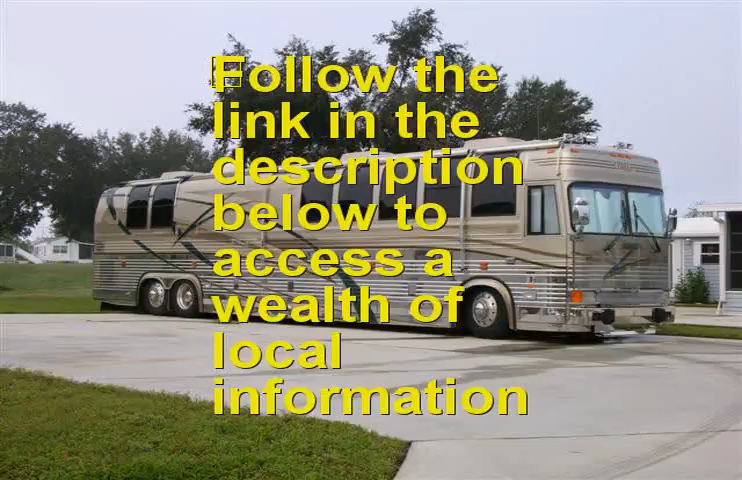 Follow the
link in the
description
below to
access a
wealth of
local
information